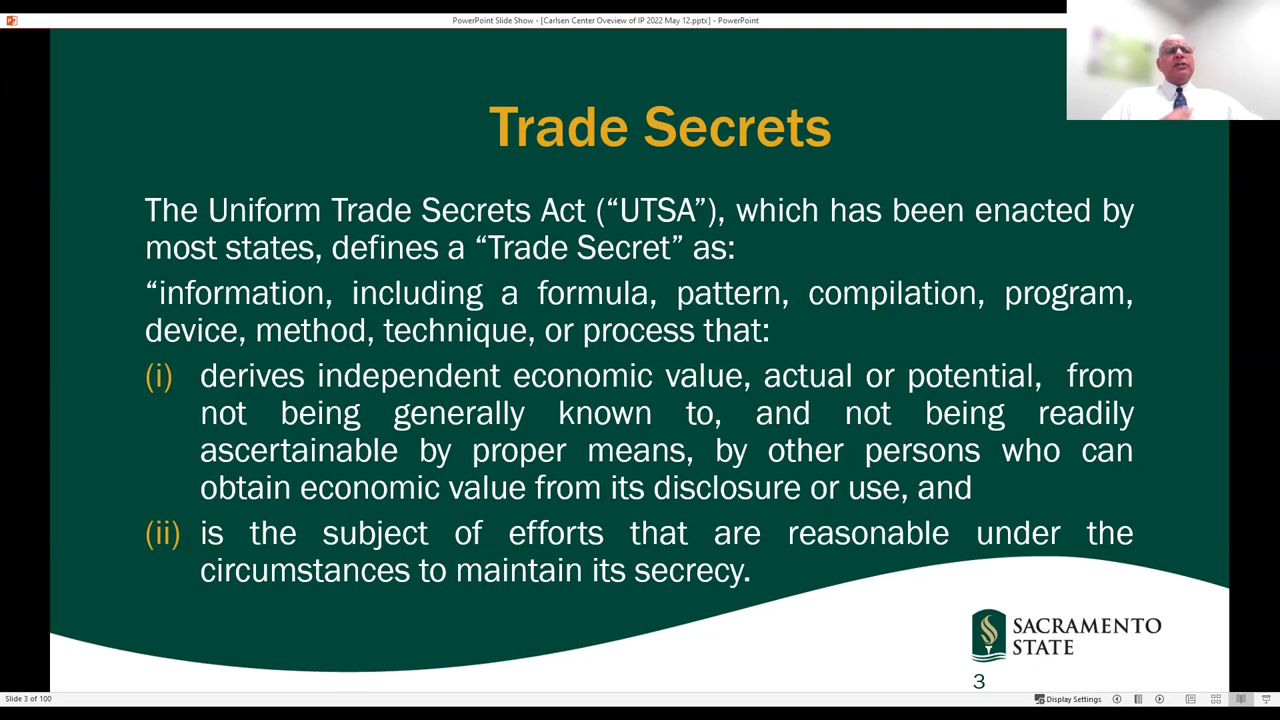 PowerPoint Slide Show - [Carlsen Center Oveview of IP 2022 May 12.pptx] - PowerPoint
Trade Secrets
The Uniform Trade Secrets Act (“UTSA”), which has been enacted by
most states, defines a “Trade Secret” as:
“information, including a formula, pattern, compilation, program,
device, method, technique, or process that:
(i) derives independent economic value, actual or potential, from
not being generally known to, and not being readily
ascertainable by proper means, by other persons who can
obtain economic value from its disclosure or use, and
(ii) is the subject of efforts that are reasonable under the
circumstances to maintain its secrecy.
SACRAMENTO
STATE
3
Slide 3 of 100
Display Settings